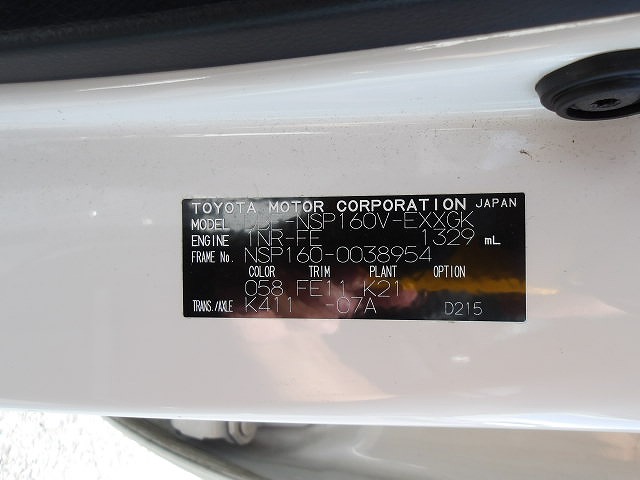 TOYOTA MOTOR CORPORATION JAPAN
MODEL DBF-NSP160V-EXXGK
ENGINE 1NR-FE 1329 mL
FRAME No. NSP160-0038954
COLOR TRIM PLANT OPTION
058 FE11 K21
TRANS./AXLE K411 -07A D215